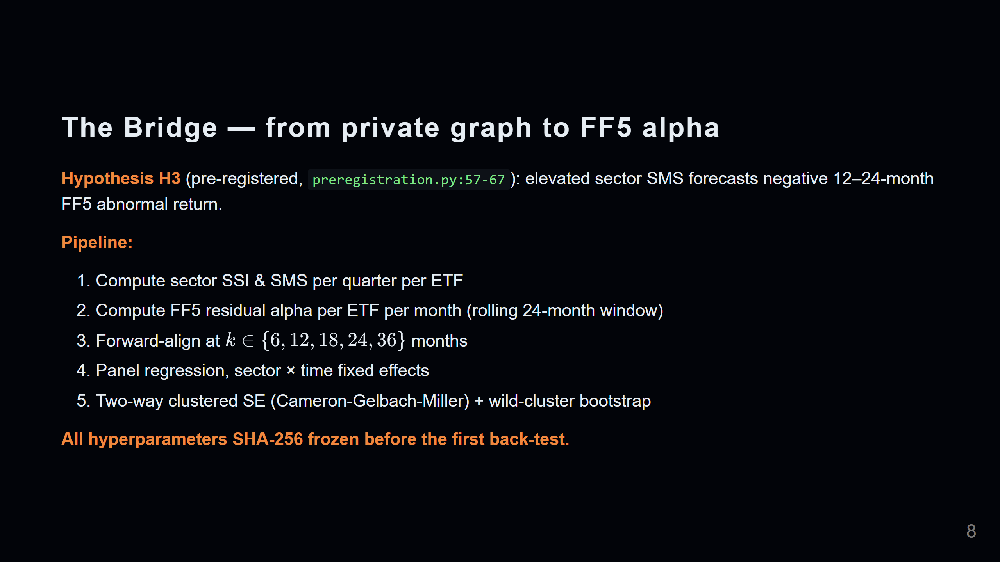 The Bridge — from private graph to FF5 alpha
Hypothesis H3 (pre-registered, preregistration.py:57-67): elevated sector SMS forecasts negative 12–24-month
FF5 abnormal return.
Pipeline:
1. Compute sector SSI & SMS per quarter per ETF
2. Compute FF5 residual alpha per ETF per month (rolling 24-month window)
3. Forward-align at k ∈ {6, 12, 18, 24, 36} months
4. Panel regression, sector × time fixed effects
5. Two-way clustered SE (Cameron-Gelbach-Miller) + wild-cluster bootstrap
All hyperparameters SHA-256 frozen before the first back-test.
8